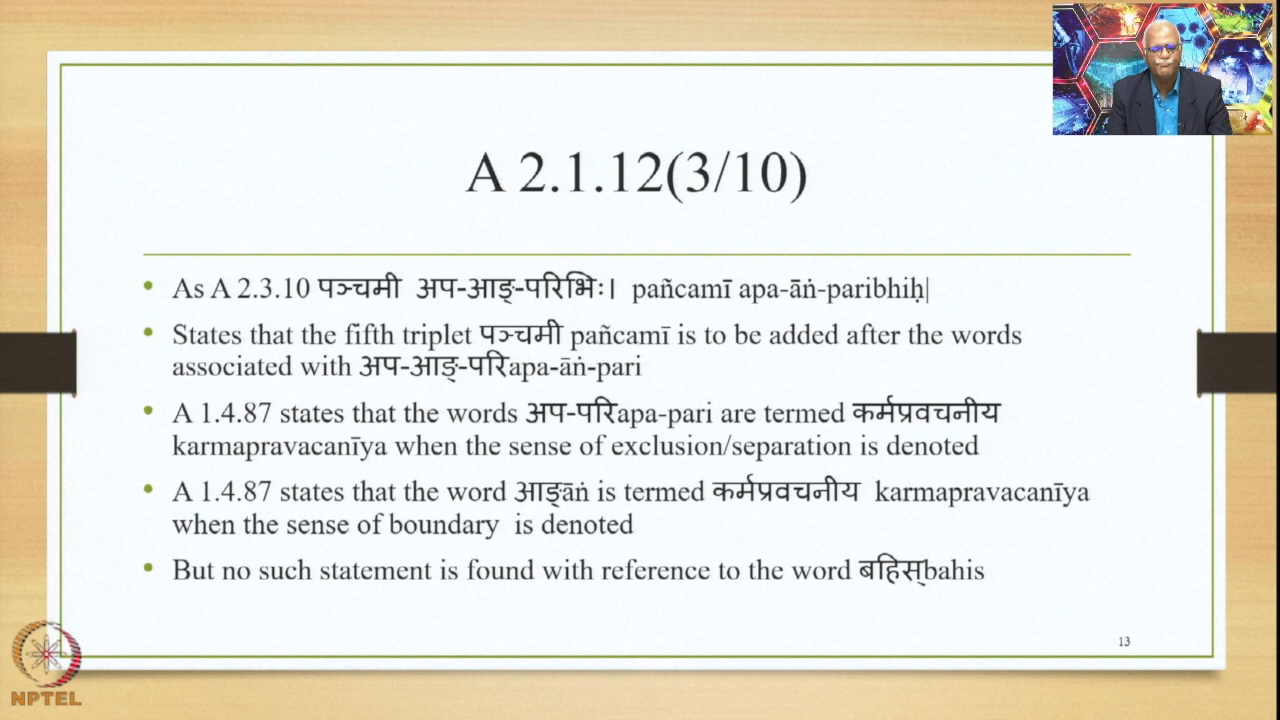 A 2.1.12(3/10)
As A 2.3.10 पञ्चमी अप-आङ्-परिभिः। pañcamī apa-āṅ-paribhiḥ|
States that the fifth triplet पञ्चमी pañcamī is to be added after the words
associated with अप-आङ्-परिapa-āṅ-pari
A 1.4.87 states that the words अप-परिapa-pari are termed कर्मप्रवचनीय
karmapravacanīya when the sense of exclusion/separation is denoted
A 1.4.87 states that the word आङ्āṅ is termed कर्मप्रवचनीय karmapravacanīya
when the sense of boundary is denoted
But no such statement is found with reference to the word बहिस्bahis
13
NPTEL